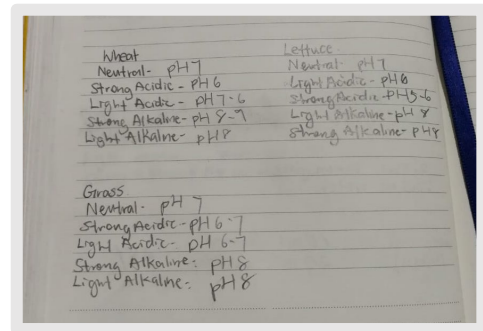 Wheat
Neutral- pH 7
Strong Acidic - pH 6
Light Acidic - pH 7-6
Strong Alkaline- pH 8-9
Light Alkaline- pH 8
Lettuce
Neutral- pH 7
Light Acidic - pH 6
Strong Acidic- pH 5-6
Light Alkaline- pH 8
Strong Alkaline- pH 8
Grass
Neutral- pH 7
Strong Acidic - pH 6-7
Light Acidic- pH 6-7
Strong Alkaline: pH 8
Light Alkaline: pH 8